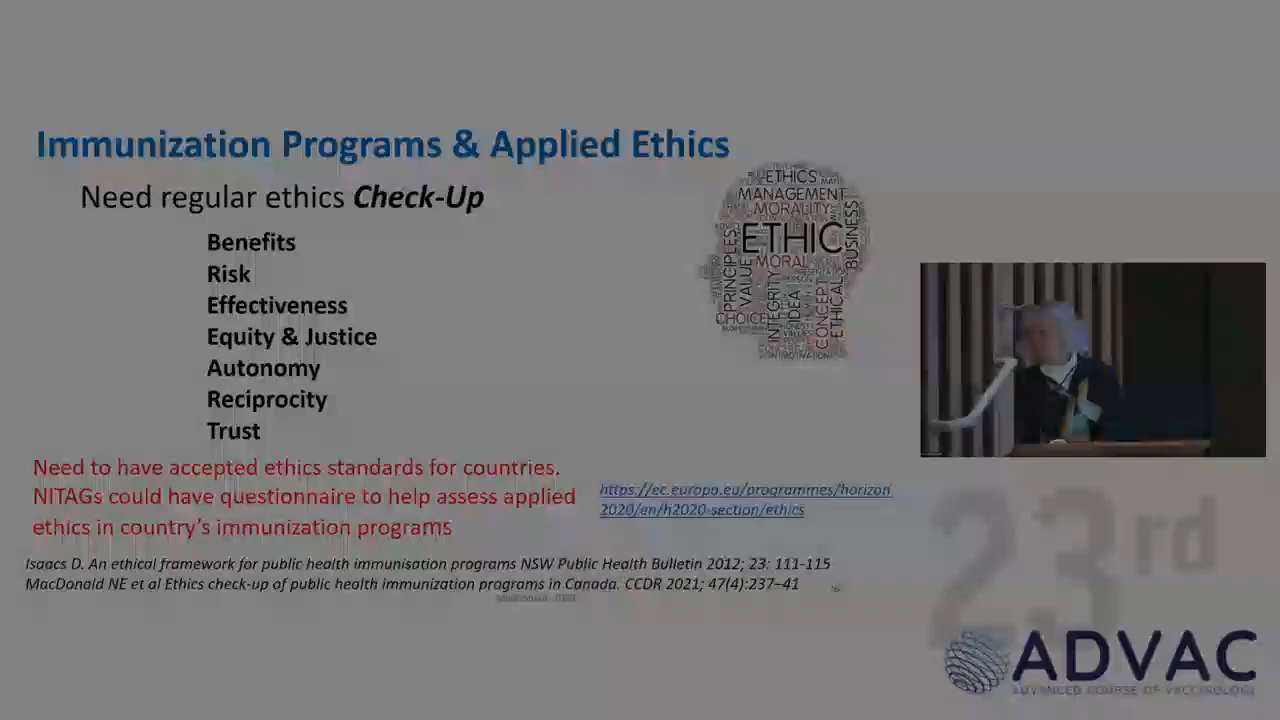 Immunization Programs & Applied Ethics
Need regular ethics Check-Up
Benefits
Risk
Effectiveness
Equity & Justice
Autonomy
Reciprocity
Trust
Need to have accepted ethics standards for countries.
NITAGs could have questionnaire to help assess applied
ethics in country's immunization programs
https://ec.europa.eu/programmes/horizon
2020/en/h2020-section/ethics
Isaacs D. An ethical framework for public health immunisation programs NSW Public Health Bulletin 2012; 23: 111-115
MacDonald NE et al Ethics check-up of public health immunization programs in Canada. CCDR 2021; 47(4):237–41
ETHICS
MANAGEMENT
MORALITY
ETHIC
BUSINESS
PRINCIPLES
VALUE
MORAL
INTEGRITY
IDEA
CONCEPT
ETHICAL
CHOICE
23rd
ADVAC
ADVANCED COURSE OF VACCINOLOGY